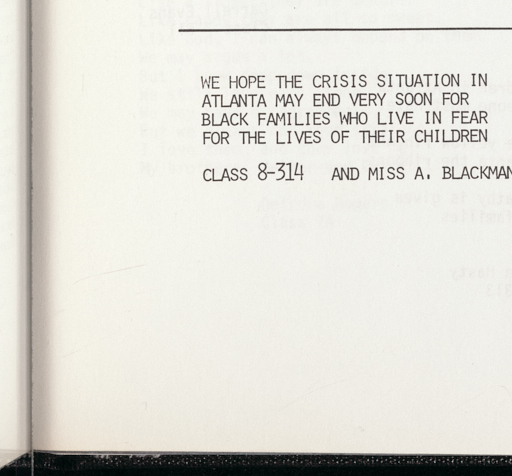 WE HOPE THE CRISIS SITUATION IN
ATLANTA MAY END VERY SOON FOR
BLACK FAMILIES WHO LIVE IN FEAR
FOR THE LIVES OF THEIR CHILDREN
CLASS 8-314 AND MISS A. BLACKMAN